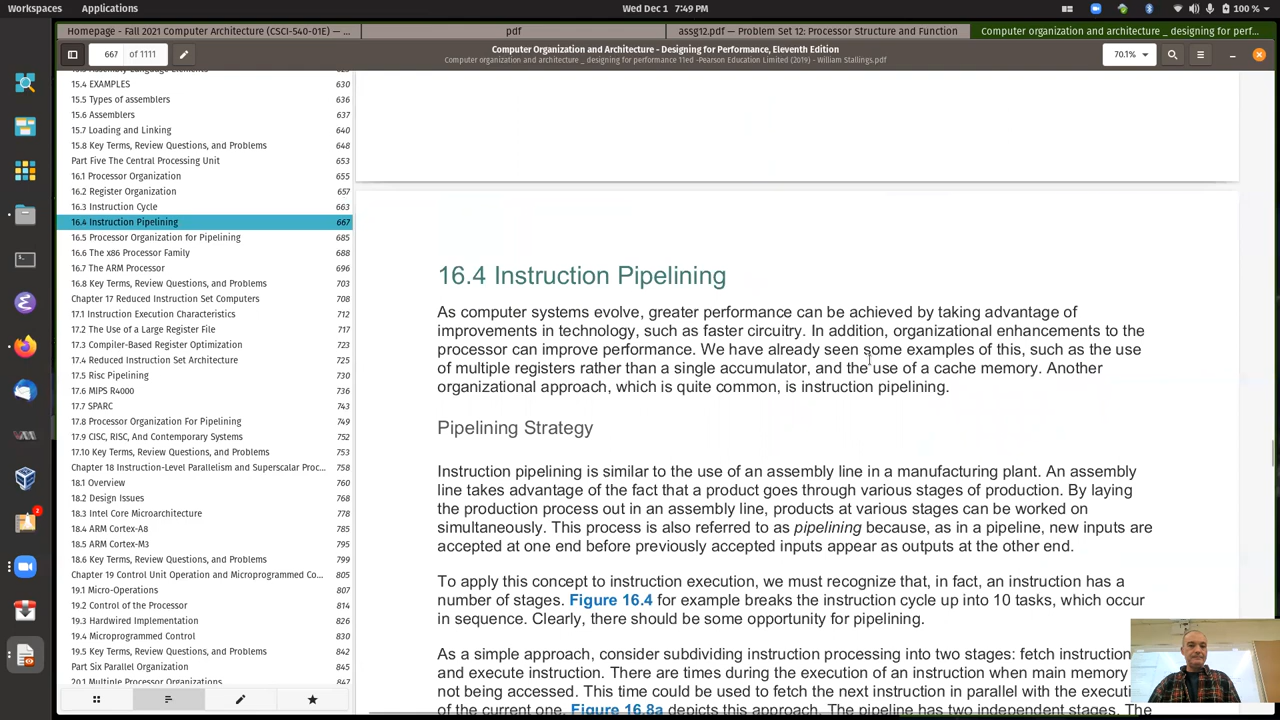 Workspaces Applications Wed Dec 1 7:49 PM 100 %
Homepage - Fall 2021 Computer Architecture (CSCI-540-01E) — ... pdf assg12.pdf — Problem Set 12: Processor Structure and Function Computer organization and architecture _ designing for perf...
667 of 1111 Computer Organization and Architecture - Designing for Performance, Eleventh Edition 70.1%
Computer organization and architecture _ designing for performance 11ed -Pearson Education Limited (2019) - William Stallings.pdf
15.4 EXAMPLES 630
15.5 Types of assemblers 636
15.6 Assemblers 637
15.7 Loading and Linking 640
15.8 Key Terms, Review Questions, and Problems 648
Part Five The Central Processing Unit 653
16.1 Processor Organization 655
16.2 Register Organization 657
16.3 Instruction Cycle 663
16.4 Instruction Pipelining 667
16.5 Processor Organization for Pipelining 685
16.6 The x86 Processor Family 688
16.7 The ARM Processor 696
16.8 Key Terms, Review Questions, and Problems 703
Chapter 17 Reduced Instruction Set Computers 708
17.1 Instruction Execution Characteristics 712
17.2 The Use of a Large Register File 717
17.3 Compiler-Based Register Optimization 723
17.4 Reduced Instruction Set Architecture 725
17.5 Risc Pipelining 730
17.6 MIPS R4000 736
17.7 SPARC 743
17.8 Processor Organization For Pipelining 749
17.9 CISC, RISC, And Contemporary Systems 752
17.10 Key Terms, Review Questions, and Problems 753
Chapter 18 Instruction-Level Parallelism and Superscalar Proc... 758
18.1 Overview 760
18.2 Design Issues 768
18.3 Intel Core Microarchitecture 778
18.4 ARM Cortex-A8 785
18.5 ARM Cortex-M3 795
18.6 Key Terms, Review Questions, and Problems 799
Chapter 19 Control Unit Operation and Microprogrammed Co... 805
19.1 Micro-Operations 807
19.2 Control of the Processor 814
19.3 Hardwired Implementation 826
19.4 Microprogrammed Control 830
19.5 Key Terms, Review Questions, and Problems 842
Part Six Parallel Organization 845
20.1 Multiple Processor Organizations 847
2
16.4 Instruction Pipelining
As computer systems evolve, greater performance can be achieved by taking advantage of
improvements in technology, such as faster circuitry. In addition, organizational enhancements to the
processor can improve performance. We have already seen some examples of this, such as the use
of multiple registers rather than a single accumulator, and the use of a cache memory. Another
organizational approach, which is quite common, is instruction pipelining.
Pipelining Strategy
Instruction pipelining is similar to the use of an assembly line in a manufacturing plant. An assembly
line takes advantage of the fact that a product goes through various stages of production. By laying
the production process out in an assembly line, products at various stages can be worked on
simultaneously. This process is also referred to as pipelining because, as in a pipeline, new inputs are
accepted at one end before previously accepted inputs appear as outputs at the other end.
To apply this concept to instruction execution, we must recognize that, in fact, an instruction has a
number of stages. Figure 16.4 for example breaks the instruction cycle up into 10 tasks, which occur
in sequence. Clearly, there should be some opportunity for pipelining.
As a simple approach, consider subdividing instruction processing into two stages: fetch instruction
and execute instruction. There are times during the execution of an instruction when main memory
not being accessed. This time could be used to fetch the next instruction in parallel with the executi
of the current one. Figure 16.8a depicts this approach. The pipeline has two independent stages. The